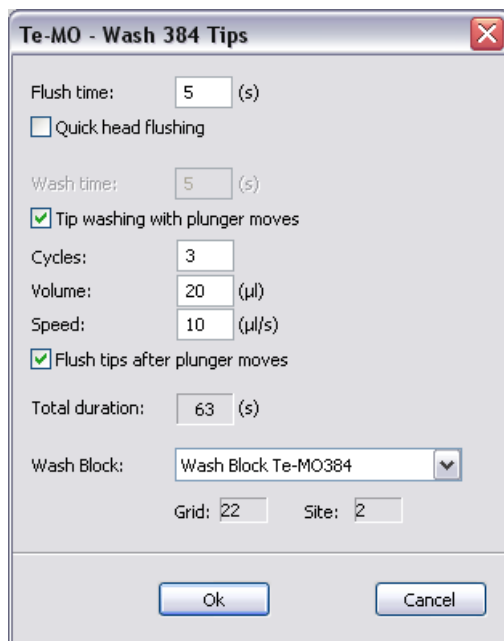 Te-MO - Wash 384 Tips
Flush time: 5 (s)
Quick head flushing
Wash time: 5 (s)
Tip washing with plunger moves
Cycles: 3
Volume: 20 (µl)
Speed: 10 (µl/s)
Flush tips after plunger moves
Total duration: 63 (s)
Wash Block: Wash Block Te-MO384
Grid: 22 Site: 2
Ok Cancel